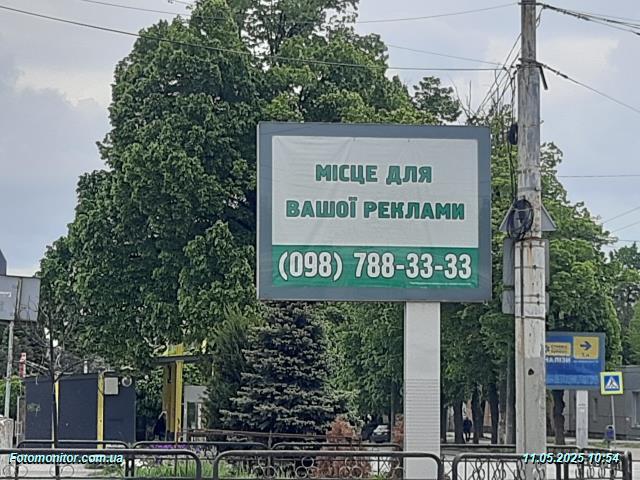 МІСЦЕ ДЛЯ
ВАШОЇ РЕКЛАМИ
(098) 788-33-33
Fotomonitor.com.ua
11.05.2025 10:54